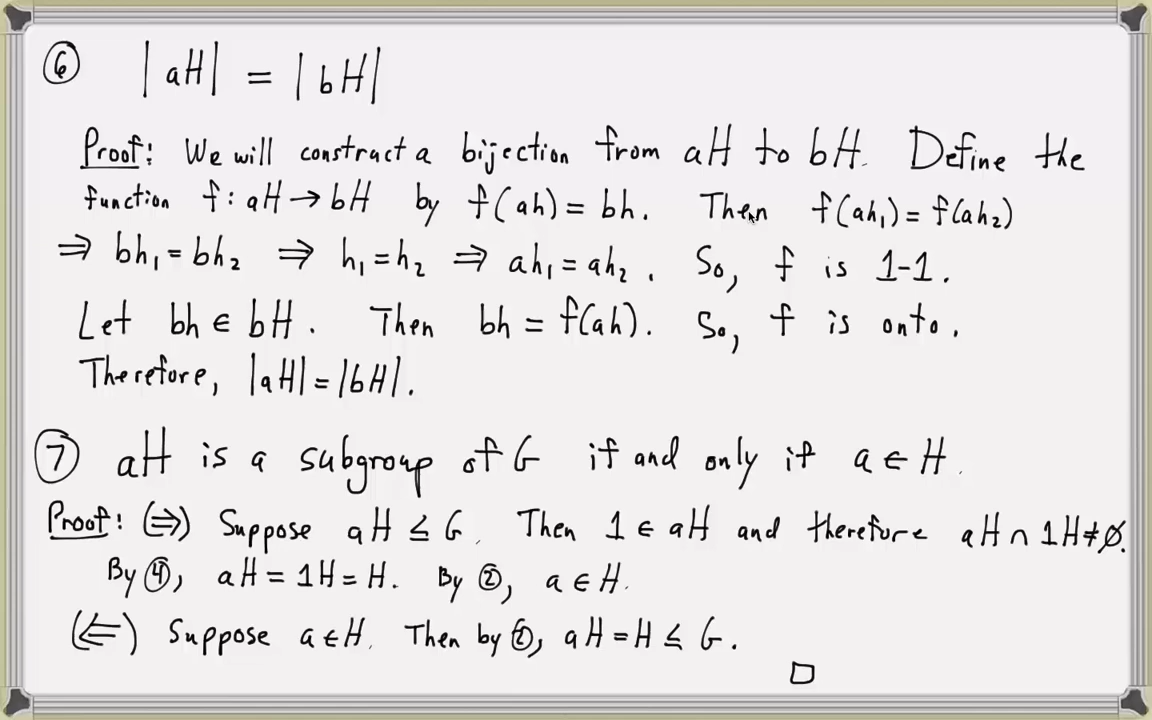 ⑥ |aH| = |bH|
Proof: We will construct a bijection from aH to bH. Define the
function f: aH → bH by f(ah) = bh. Then f(ah₁) = f(ah₂)
⇒ bh₁ = bh₂ ⇒ h₁ = h₂ ⇒ ah₁ = ah₂. So, f is 1-1.
Let bh ∈ bH. Then bh = f(ah). So, f is onto.
Therefore, |aH| = |bH|.
⑦ aH is a subgroup of G if and only if a ∈ H.
Proof: (⇒) Suppose aH ≤ G. Then 1 ∈ aH and therefore aH ∩ 1H ≠ ∅.
By ④, aH = 1H = H. By ②, a ∈ H.
(⇐) Suppose a ∈ H. Then by ②, aH = H ≤ G.
□